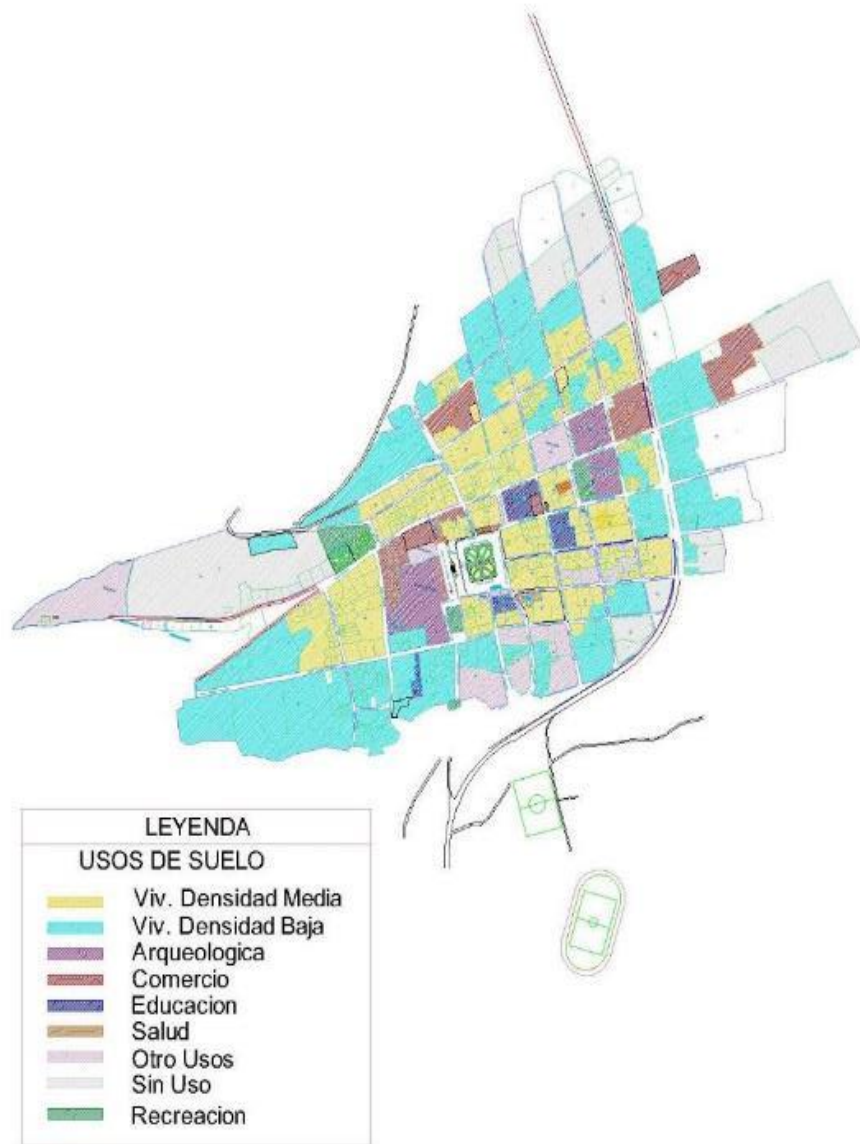 LEYENDA
USOS DE SUELO
Viv. Densidad Media
Viv. Densidad Baja
Arqueologica
Comercio
Educacion
Salud
Otro Usos
Sin Uso
Recreacion